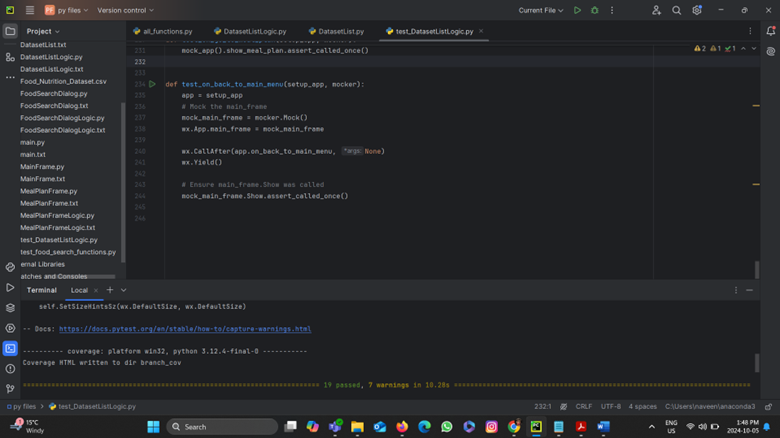 PY py files Version control Current File
Project
all_functions.py DatasetListLogic.py DatasetList.py test_DatasetListLogic.py
DatasetList.txt
DatasetListLogic.py
DatasetListLogic.txt
Food_Nutrition_Dataset.csv
FoodSearchDialog.py
FoodSearchDialog.txt
FoodSearchDialogLogic.py
FoodSearchDialogLogic.txt
main.py
main.txt
MainFrame.py
MainFrame.txt
MealPlanFrame.py
MealPlanFrame.txt
MealPlanFrameLogic.py
MealPlanFrameLogic.txt
test_DatasetListLogic.py
test_food_search_functions.py
ernal Libraries
atches and Consoles
2 1 1
231 mock_app().show_meal_plan.assert_called_once()
232
233
234 def test_on_back_to_main_menu(setup_app, mocker):
235 app = setup_app
236 # Mock the main_frame
237 mock_main_frame = mocker.Mock()
238 wx.App.main_frame = mock_main_frame
239
240 wx.CallAfter(app.on_back_to_main_menu, *args: None)
241 wx.Yield()
242
243 # Ensure main_frame.Show was called
244 mock_main_frame.Show.assert_called_once()
245
246
Terminal Local
self.SetSizeHintsSz(wx.DefaultSize, wx.DefaultSize)
-- Docs: https://docs.pytest.org/en/stable/how-to/capture-warnings.html
---------- coverage: platform win32, python 3.12.4-final-0 -----------
Coverage HTML written to dir branch_cov
19 passed, 7 warnings in 10.28s
py files test_DatasetListLogic.py 232:1 CRLF UTF-8 4 spaces C:\Users\naveen\anaconda3
15°C
Windy
Search
ENG
US
1:48 PM
2024-10-05